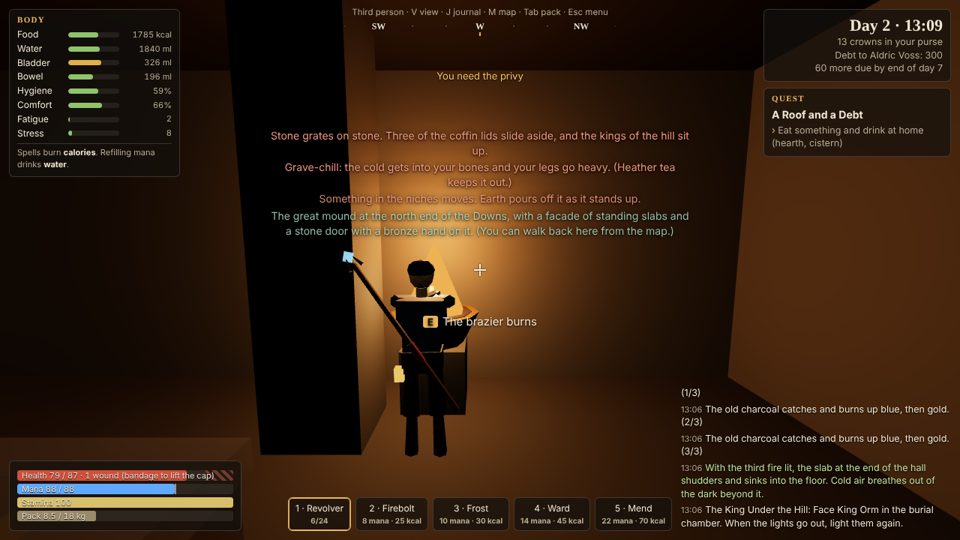 BODY
Food 1785 kcal
Water 1840 ml
Bladder 326 ml
Bowel 196 ml
Hygiene 59%
Comfort 66%
Fatigue 2
Stress 8
Spells burn calories. Refilling mana
drinks water.
Third person · V view · J journal · M map · Tab pack · Esc menu
SW W NW
You need the privy
Day 2 · 13:09
13 crowns in your purse
Debt to Aldric Voss: 300
60 more due by end of day 7
QUEST
A Roof and a Debt
› Eat something and drink at home
(hearth, cistern)
Stone grates on stone. Three of the coffin lids slide aside, and the kings of the hill sit
up.
Grave-chill: the cold gets into your bones and your legs go heavy. (Heather tea
keeps it out.)
Something in the niches moves. Earth pours off it as it stands up.
The great mound at the north end of the Downs, with a facade of standing slabs and
a stone door with a bronze hand on it. (You can walk back here from the map.)
E The brazier burns
(1/3)
13:06 The old charcoal catches and burns up blue, then gold.
(2/3)
13:06 The old charcoal catches and burns up blue, then gold.
(3/3)
13:06 With the third fire lit, the slab at the end of the hall
shudders and sinks into the floor. Cold air breathes out of
the dark beyond it.
13:06 The King Under the Hill: Face King Orm in the burial
chamber. When the lights go out, light them again.
Health 79 / 87 · 1 wound (bandage to lift the cap)
Mana 88 / 88
Stamina 100
Pack 8.5 / 18 kg
1 · Revolver
6/24
2 · Firebolt
8 mana · 25 kcal
3 · Frost
10 mana · 30 kcal
4 · Ward
14 mana · 45 kcal
5 · Mend
22 mana · 70 kcal